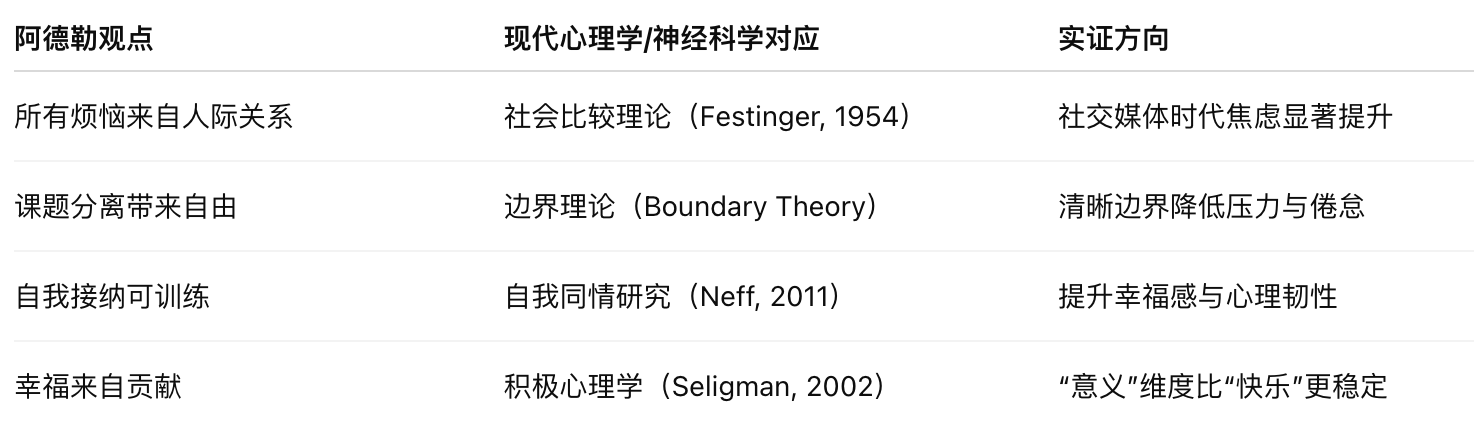 阿德勒观点 现代心理学/神经科学对应 实证方向
所有烦恼来自人际关系 社会比较理论（Festinger, 1954） 社交媒体时代焦虑显著提升
课题分离带来自由 边界理论（Boundary Theory） 清晰边界降低压力与倦怠
自我接纳可训练 自我同情研究（Neff, 2011） 提升幸福感与心理韧性
幸福来自贡献 积极心理学（Seligman, 2002） “意义”维度比“快乐”更稳定